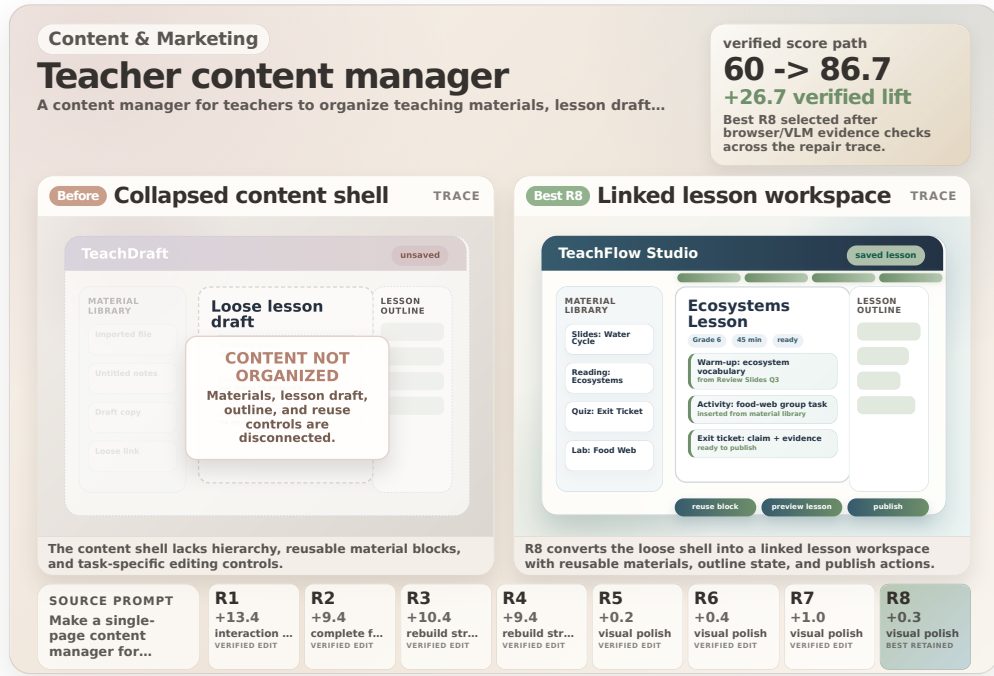 Content & Marketing
Teacher content manager
A content manager for teachers to organize teaching materials, lesson draft...
verified score path
60 -> 86.7
+26.7 verified lift
Best R8 selected after
browser/VLM evidence checks
across the repair trace.
Before
Collapsed content shell
TRACE
TeachDraft
unsaved
MATERIAL
LIBRARY
Imported file
Untitled notes
Draft copy
Loose link
Loose lesson
draft
LESSON
OUTLINE
CONTENT NOT
ORGANIZED
Materials, lesson draft,
outline, and reuse
controls are
disconnected.
The content shell lacks hierarchy, reusable material blocks,
and task-specific editing controls.
Best R8
Linked lesson workspace
TRACE
TeachFlow Studio
saved lesson
MATERIAL
LIBRARY
Slides: Water
Cycle
Reading:
Ecosystems
Quiz: Exit Ticket
Lab: Food Web
Ecosystems
Lesson
Grade 6
45 min
ready
Warm-up: ecosystem
vocabulary
from Review Slides Q3
Activity: food-web group task
inserted from material library
Exit ticket: claim + evidence
ready to publish
LESSON
OUTLINE
reuse block
preview lesson
publish
R8 converts the loose shell into a linked lesson workspace
with reusable materials, outline state, and publish actions.
SOURCE PROMPT
Make a single-
page content
manager for...
R1
+13.4
interaction ...
VERIFIED EDIT
R2
+9.4
complete f...
VERIFIED EDIT
R3
+10.4
rebuild str...
VERIFIED EDIT
R4
+9.4
rebuild str...
VERIFIED EDIT
R5
+0.2
visual polish
VERIFIED EDIT
R6
+0.4
visual polish
VERIFIED EDIT
R7
+1.0
visual polish
VERIFIED EDIT
R8
+0.3
visual polish
BEST RETAINED